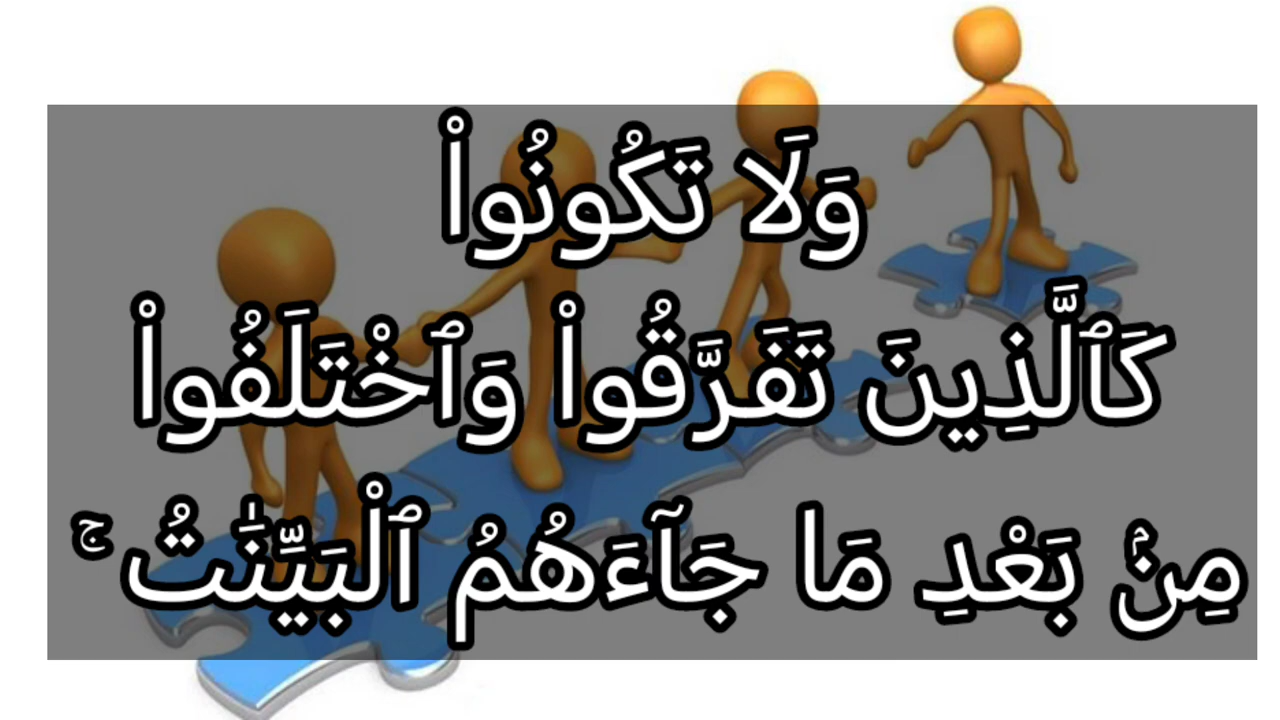 وَلَا تَكُونُوا۟
كَٱلَّذِينَ تَفَرَّقُوا۟ وَٱخْتَلَفُوا۟
مِنۢ بَعْدِ مَا جَآءَهُمُ ٱلْبَيِّنَـٰتُ ۚ